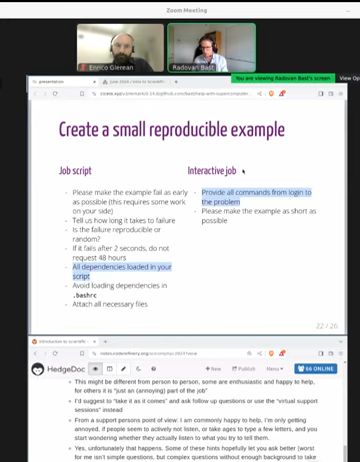 Zoom Meeting
Enrico Glerean
Radovan Bast
You are viewing Radovan Bast's screen
View Op
presentation
Create a small reproducible example
Job script
Interactive job
- Please make the example fail as early
as possible (this requires some work
on your side)
- Tell us how long it takes to failure
- Is the failure reproducible or
random?
- If it fails after 2 seconds, do not
request 48 hours
- All dependencies loaded in your
script
- Avoid loading dependencies in
.bashrc
- Attach all necessary files
- Provide all commands from login to
the problem
- Please make the example as short as
possible
22 / 26
HedgeDoc
+ New
Publish
Menu
66 ONLINE
• This might be different from person to person, some are enthusiastic and happy to help,
for others it is "just an (annoying) part of the job"
• I'd suggest to "take it as it comes" and ask follow up questions or use the "virtual support
sessions" instead
• From a support persons point of view: I am commonly happy to help, I'm only getting
annoyed, if people seem to actively not listen, or take ages to type a few letters, and you
start wondering whether they actually listen to what you try to tell them.
• Yes, unfortunately that happens. Some of these hints hopefully let you ask better (worst
for me isn't simple questions, but complex questions without enough background to take